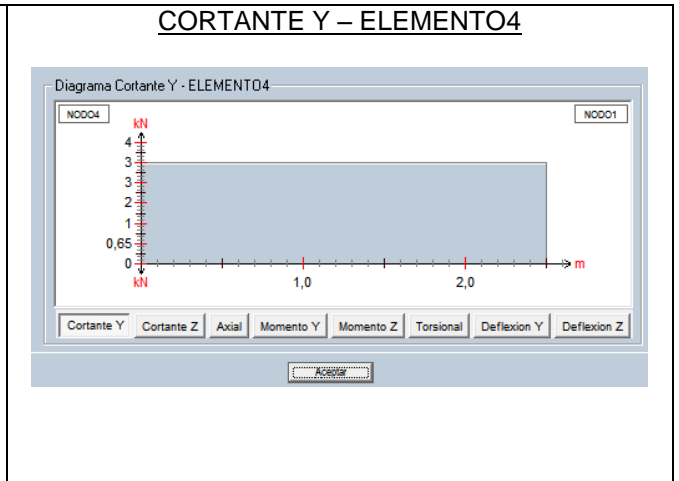 CORTANTE Y – ELEMENTO4
Diagrama Cortante Y - ELEMENTO4
NODO4
NODO1
kN
4
3
3
2
1
0,65
0
m
kN
1,0
2,0
Cortante Y Cortante Z Axial Momento Y Momento Z Torsional Deflexion Y Deflexion Z
Aceptar